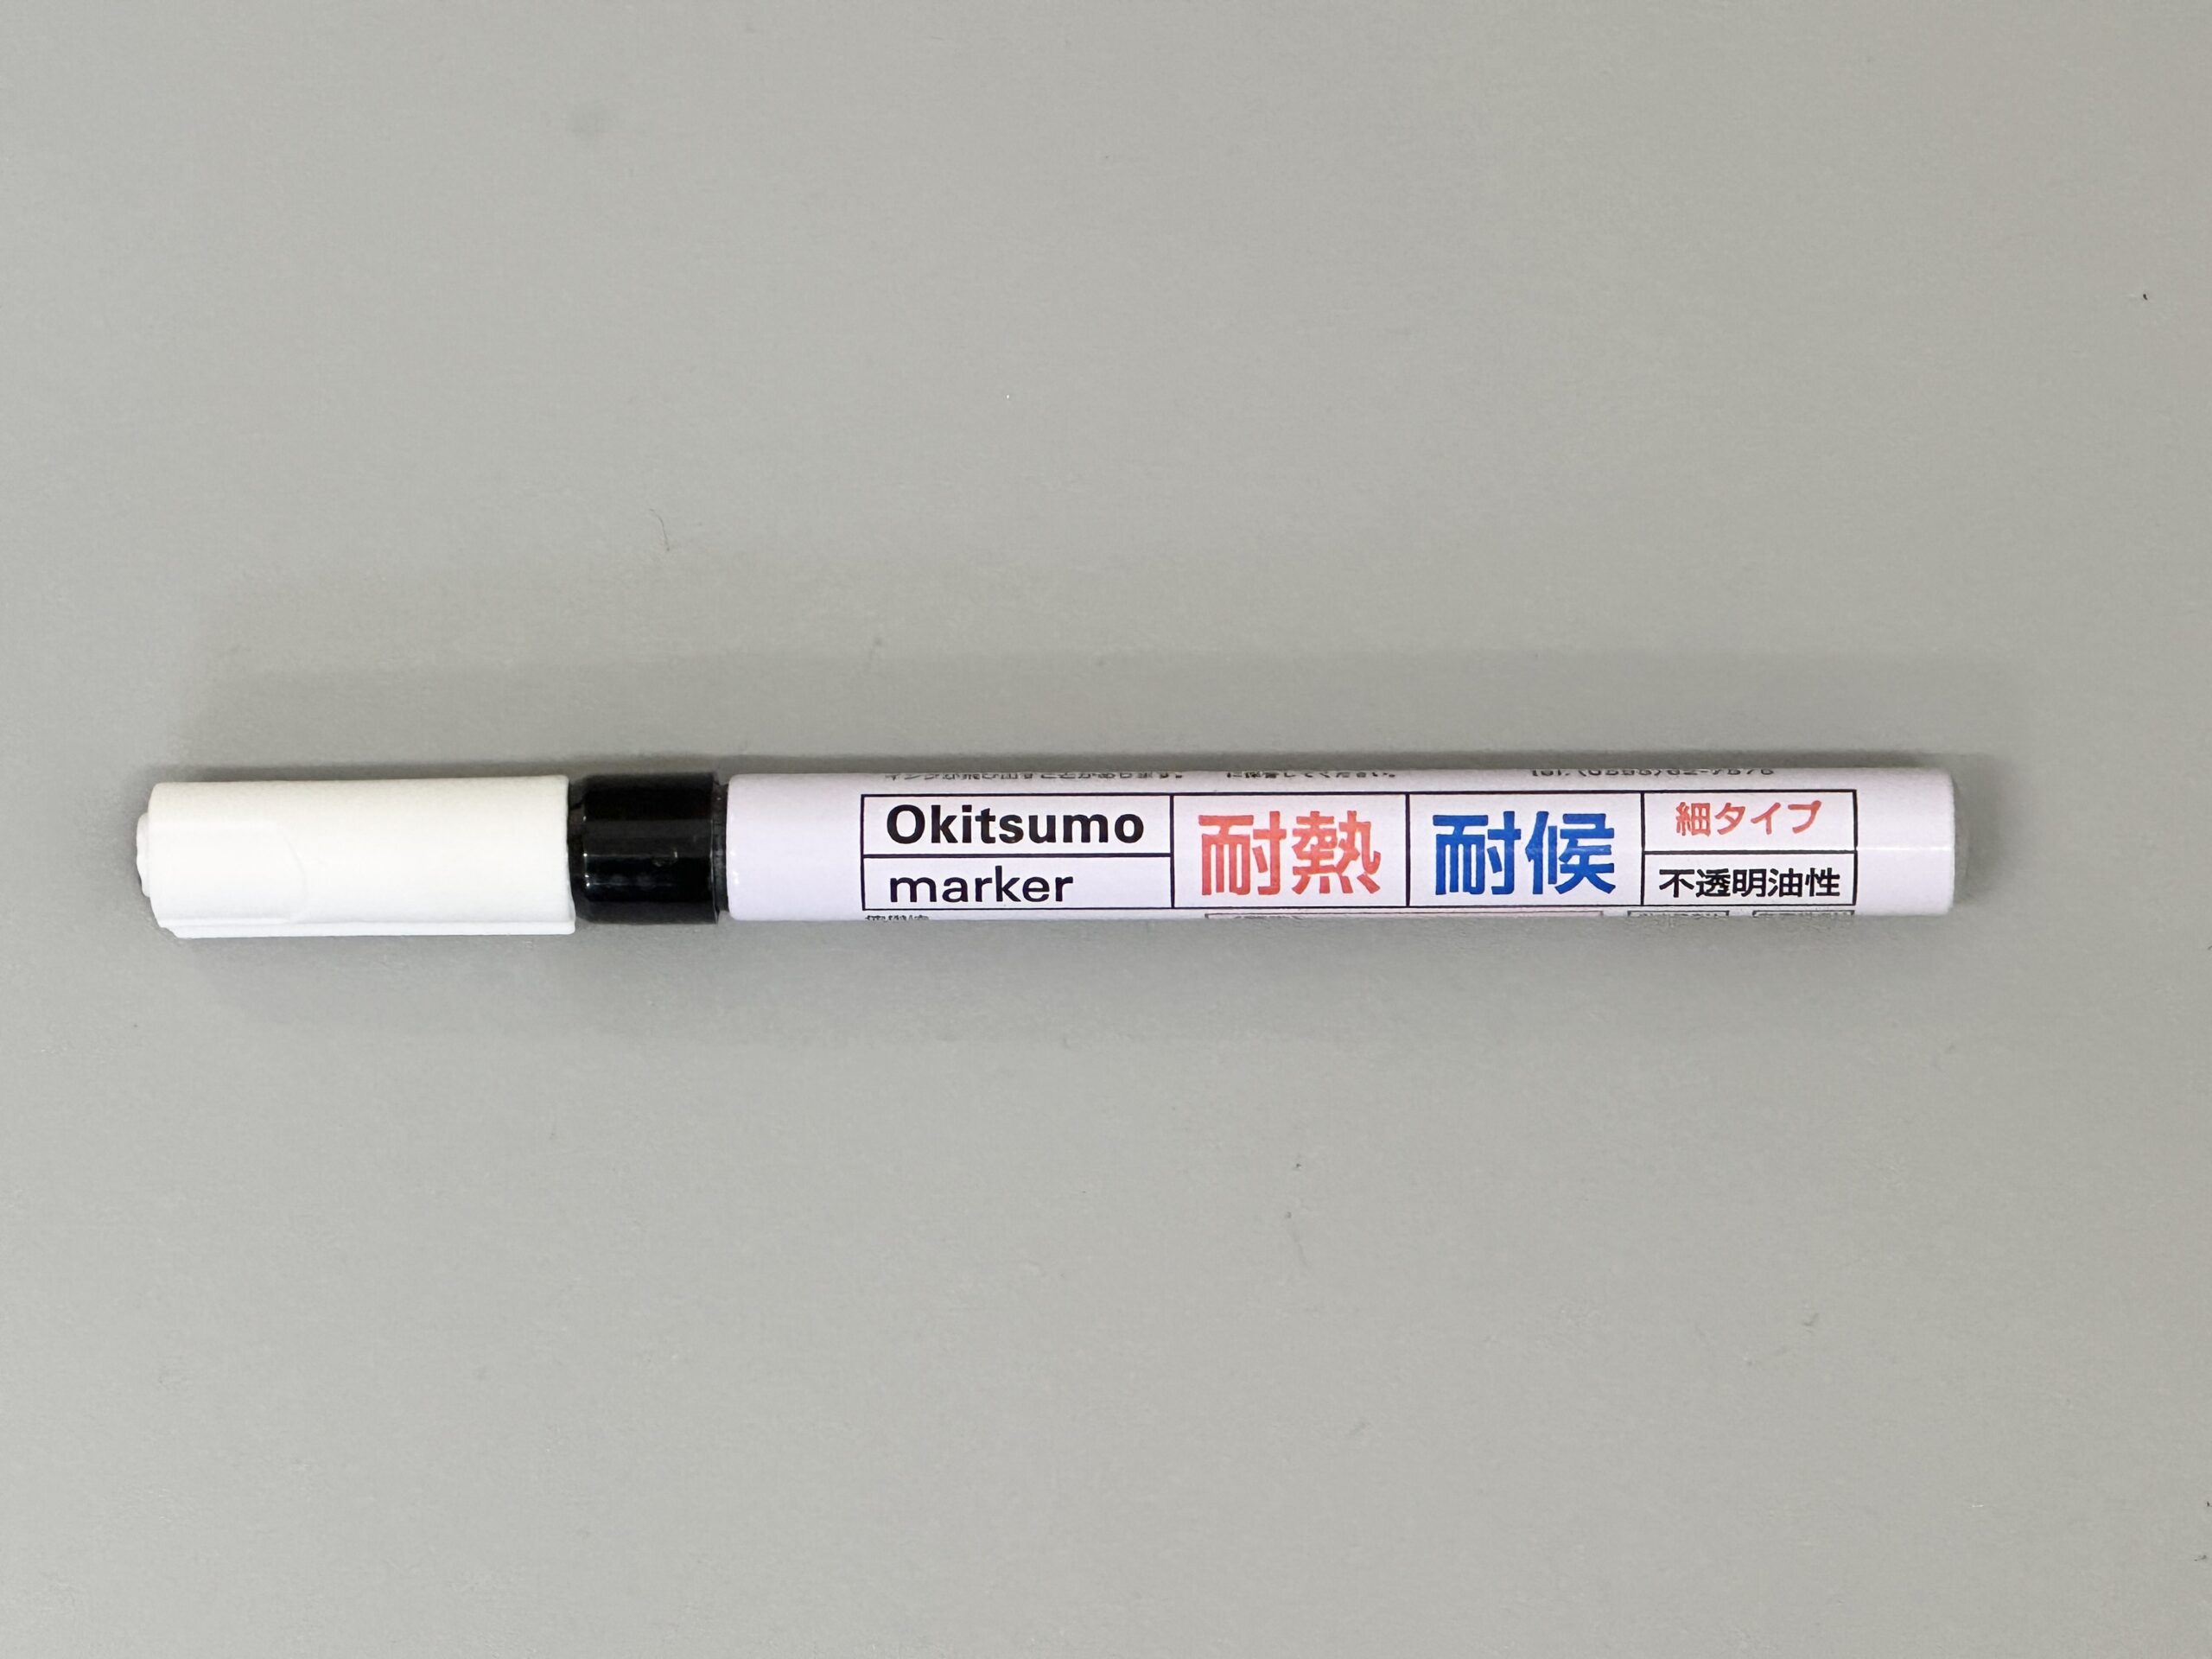 Okitsumo
marker
耐熱
耐候
細タイプ
不透明油性